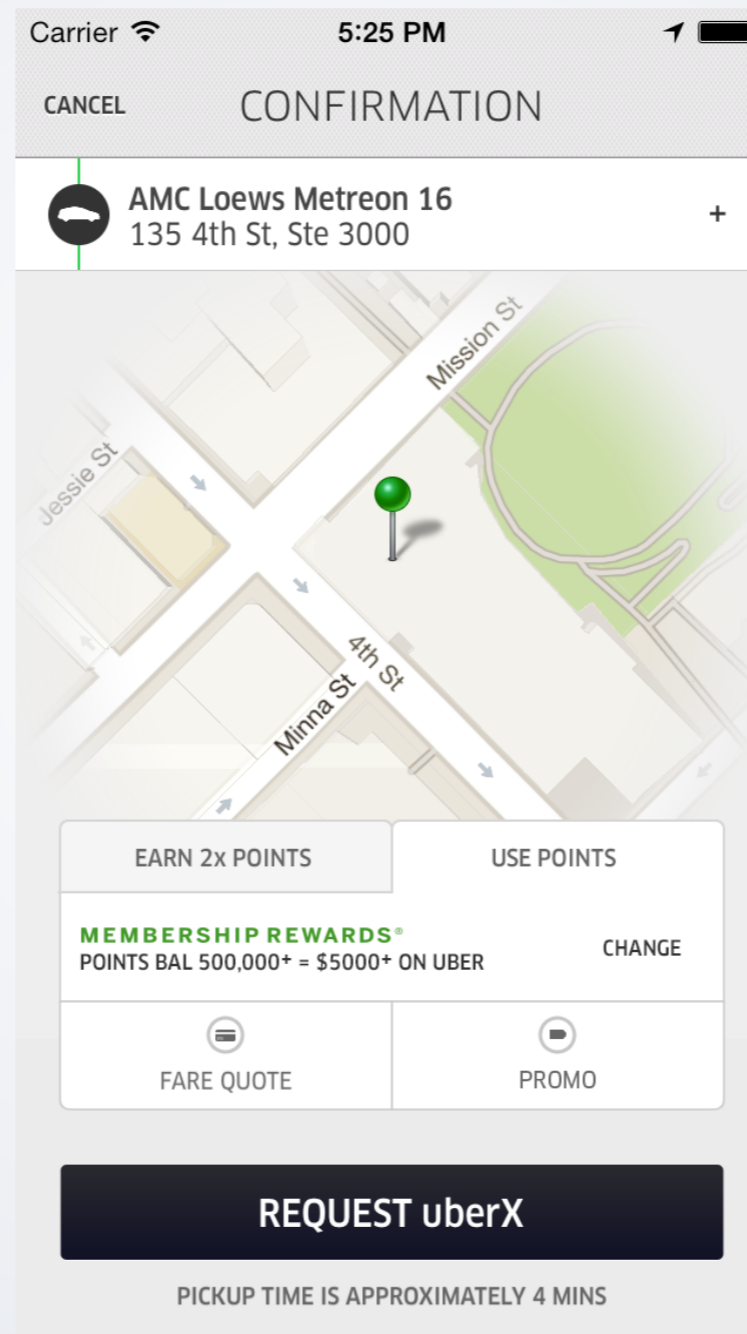 Carrier 5:25 PM
CANCEL CONFIRMATION
AMC Loews Metreon 16
135 4th St, Ste 3000
+
Mission St
Jessie St
4th St
Minna St
EARN 2x POINTS USE POINTS
MEMBERSHIP REWARDS®
POINTS BAL 500,000+ = $5000+ ON UBER
CHANGE
FARE QUOTE PROMO
REQUEST uberX
PICKUP TIME IS APPROXIMATELY 4 MINS